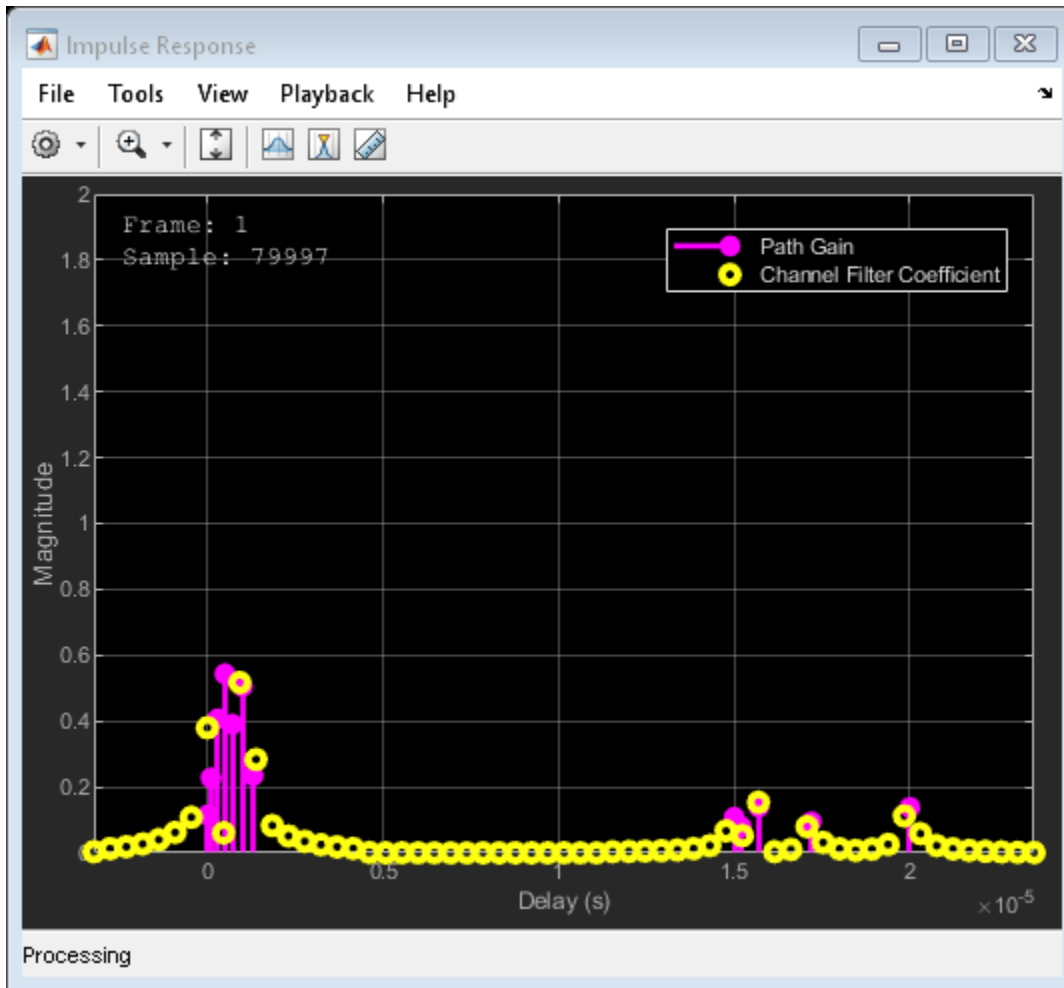 Impulse Response
File Tools View Playback Help
2
Frame: 1
Sample: 79997
Path Gain
Channel Filter Coefficient
1.8
1.6
1.4
1.2
1
0.8
0.6
0.4
0.2
0
Magnitude
0 0.5 1 1.5 2
Delay (s)
×10⁻⁵
Processing